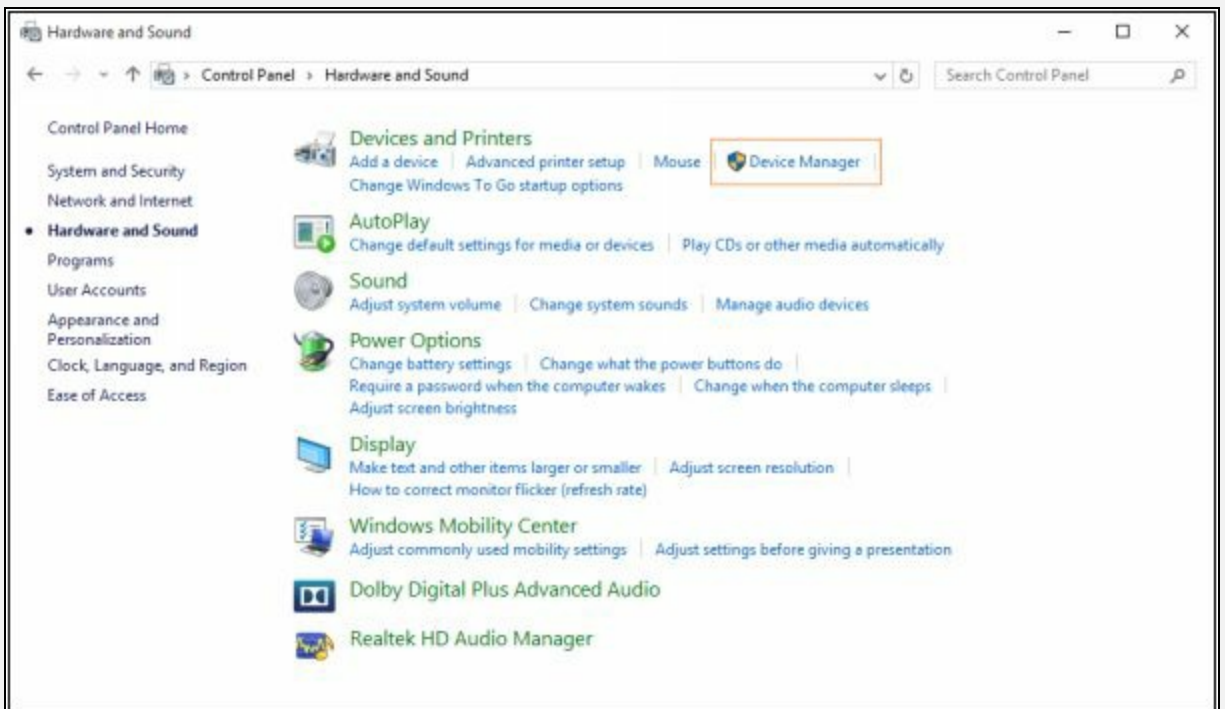 Hardware and Sound
Control Panel > Hardware and Sound
Search Control Panel
Control Panel Home
System and Security
Network and Internet
Hardware and Sound
Programs
User Accounts
Appearance and
Personalization
Clock, Language, and Region
Ease of Access
Devices and Printers
Add a device | Advanced printer setup | Mouse | Device Manager |
Change Windows To Go startup options
AutoPlay
Change default settings for media or devices | Play CDs or other media automatically
Sound
Adjust system volume | Change system sounds | Manage audio devices
Power Options
Change battery settings | Change what the power buttons do |
Require a password when the computer wakes | Change when the computer sleeps |
Adjust screen brightness
Display
Make text and other items larger or smaller | Adjust screen resolution |
How to correct monitor flicker (refresh rate)
Windows Mobility Center
Adjust commonly used mobility settings | Adjust settings before giving a presentation
Dolby Digital Plus Advanced Audio
Realtek HD Audio Manager